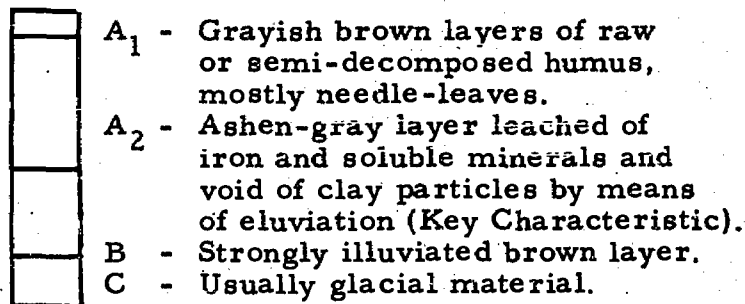 A₁ - Grayish brown layers of raw
or semi-decomposed humus,
mostly needle-leaves.
A₂ - Ashen-gray layer leached of
iron and soluble minerals and
void of clay particles by means
of eluviation (Key Characteristic).
B - Strongly illuviated brown layer.
C - Usually glacial material.